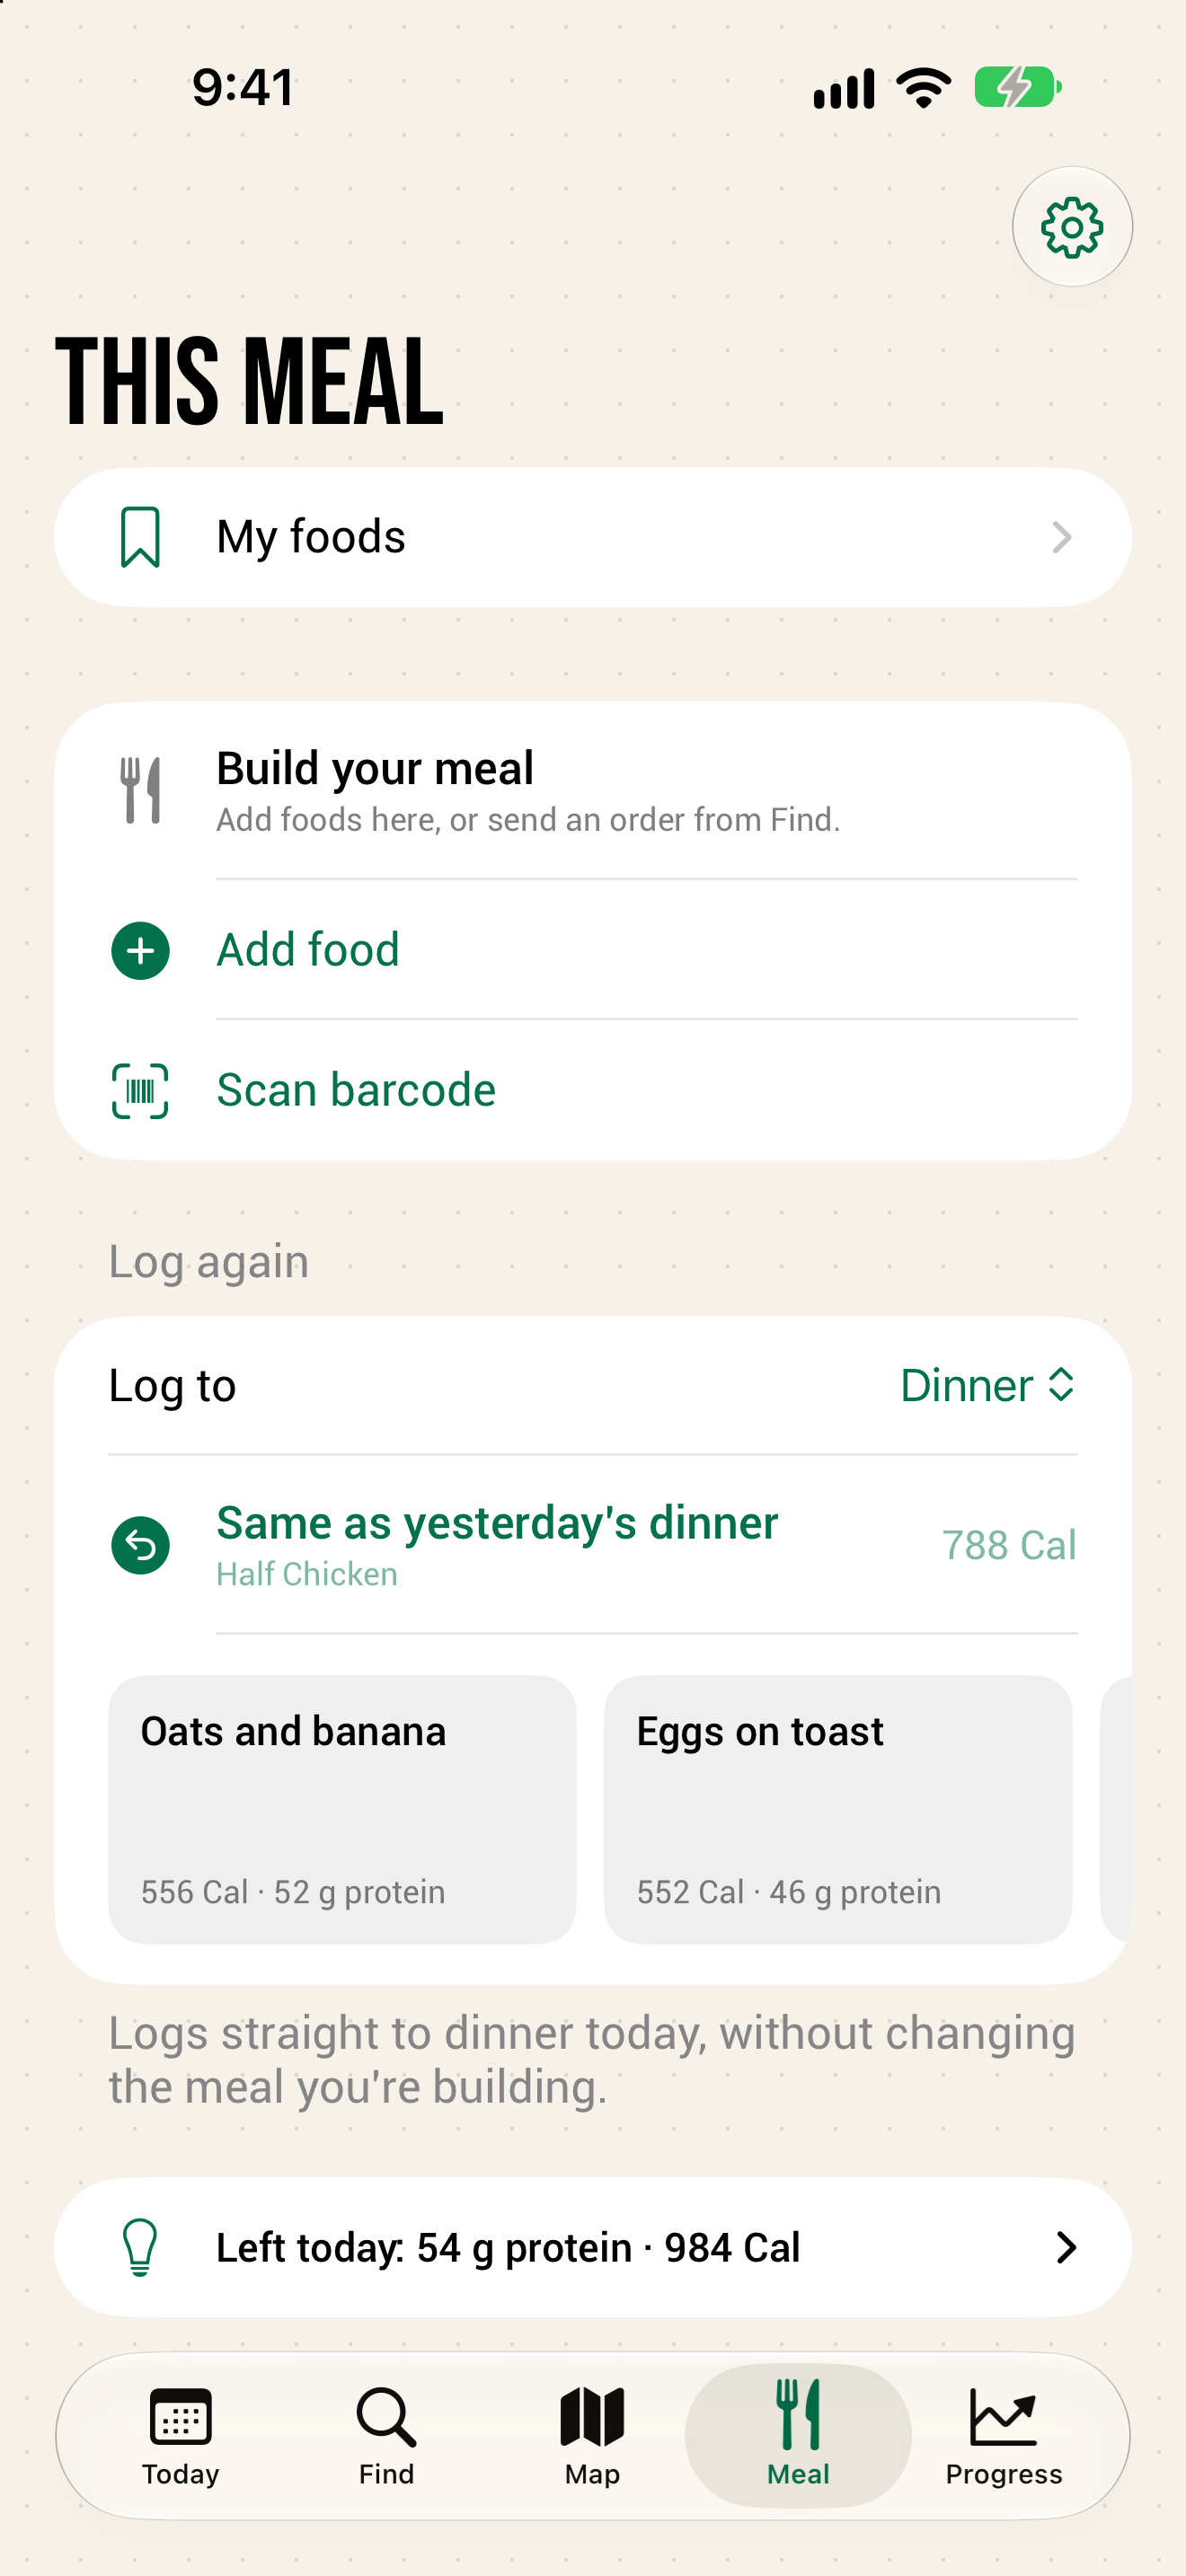 9:41
THIS MEAL
My foods
Build your meal
Add foods here, or send an order from Find.
Add food
Scan barcode
Log again
Log to
Dinner
Same as yesterday's dinner
Half Chicken
788 Cal
Oats and banana
556 Cal · 52 g protein
Eggs on toast
552 Cal · 46 g protein
Logs straight to dinner today, without changing
the meal you're building.
Left today: 54 g protein · 984 Cal
Today
Find
Map
Meal
Progress